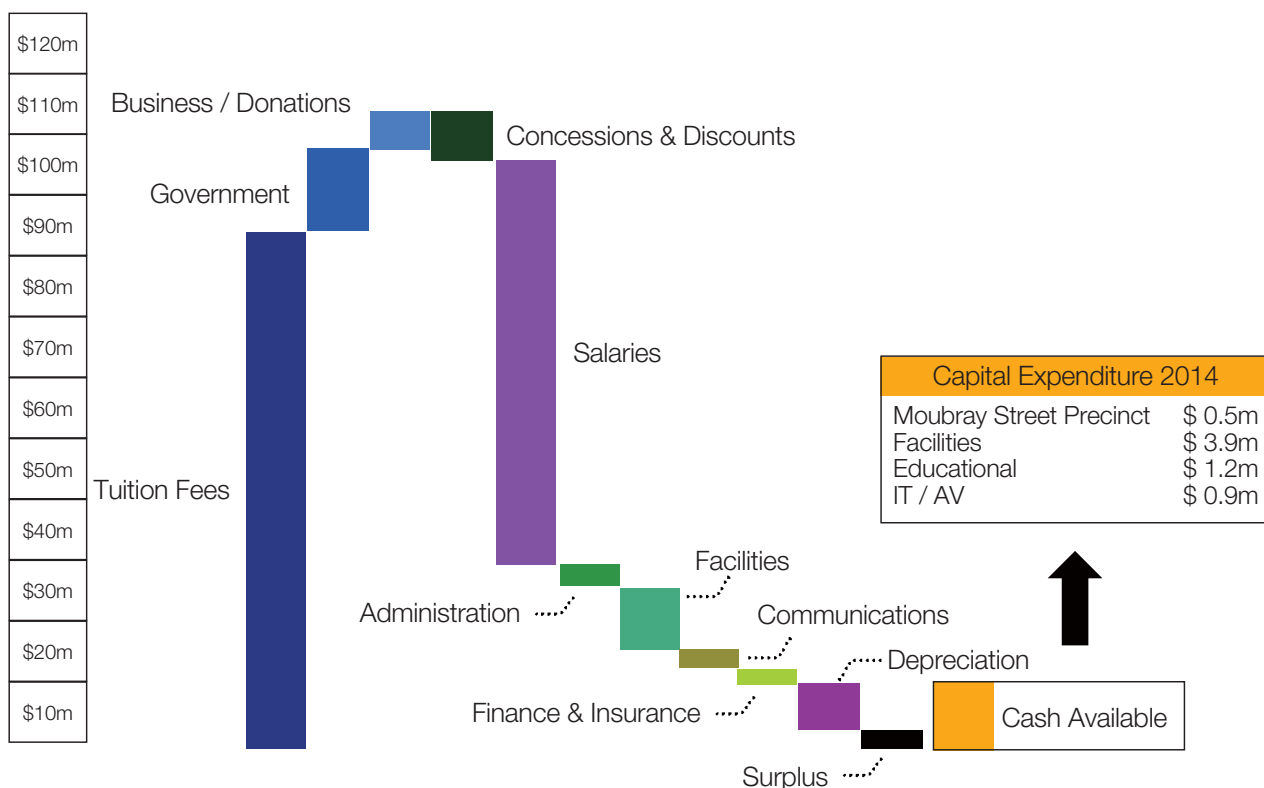 $120m
$110m
$100m
$90m
$80m
$70m
$60m
$50m
$40m
$30m
$20m
$10m
Business / Donations
Concessions & Discounts
Government
Salaries
Tuition Fees
Capital Expenditure 2014
Moubray Street Precinct $ 0.5m
Facilities $ 3.9m
Educational $ 1.2m
IT / AV $ 0.9m
Facilities
Administration
Communications
Depreciation
Finance & Insurance
Cash Available
Surplus